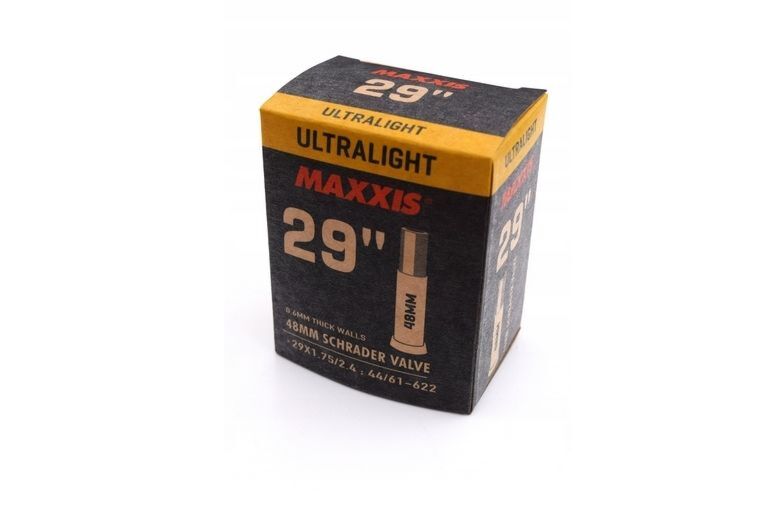 MAXXIS
29"
ULTRALIGHT
ULTRALIGHT
MAXXIS®
29"
48MM
0.6MM THICK WALLS
48MM SCHRADER VALVE
29X1.75/2.4 : 44/61-622
ULTRALIGHT
MAXXIS
29"